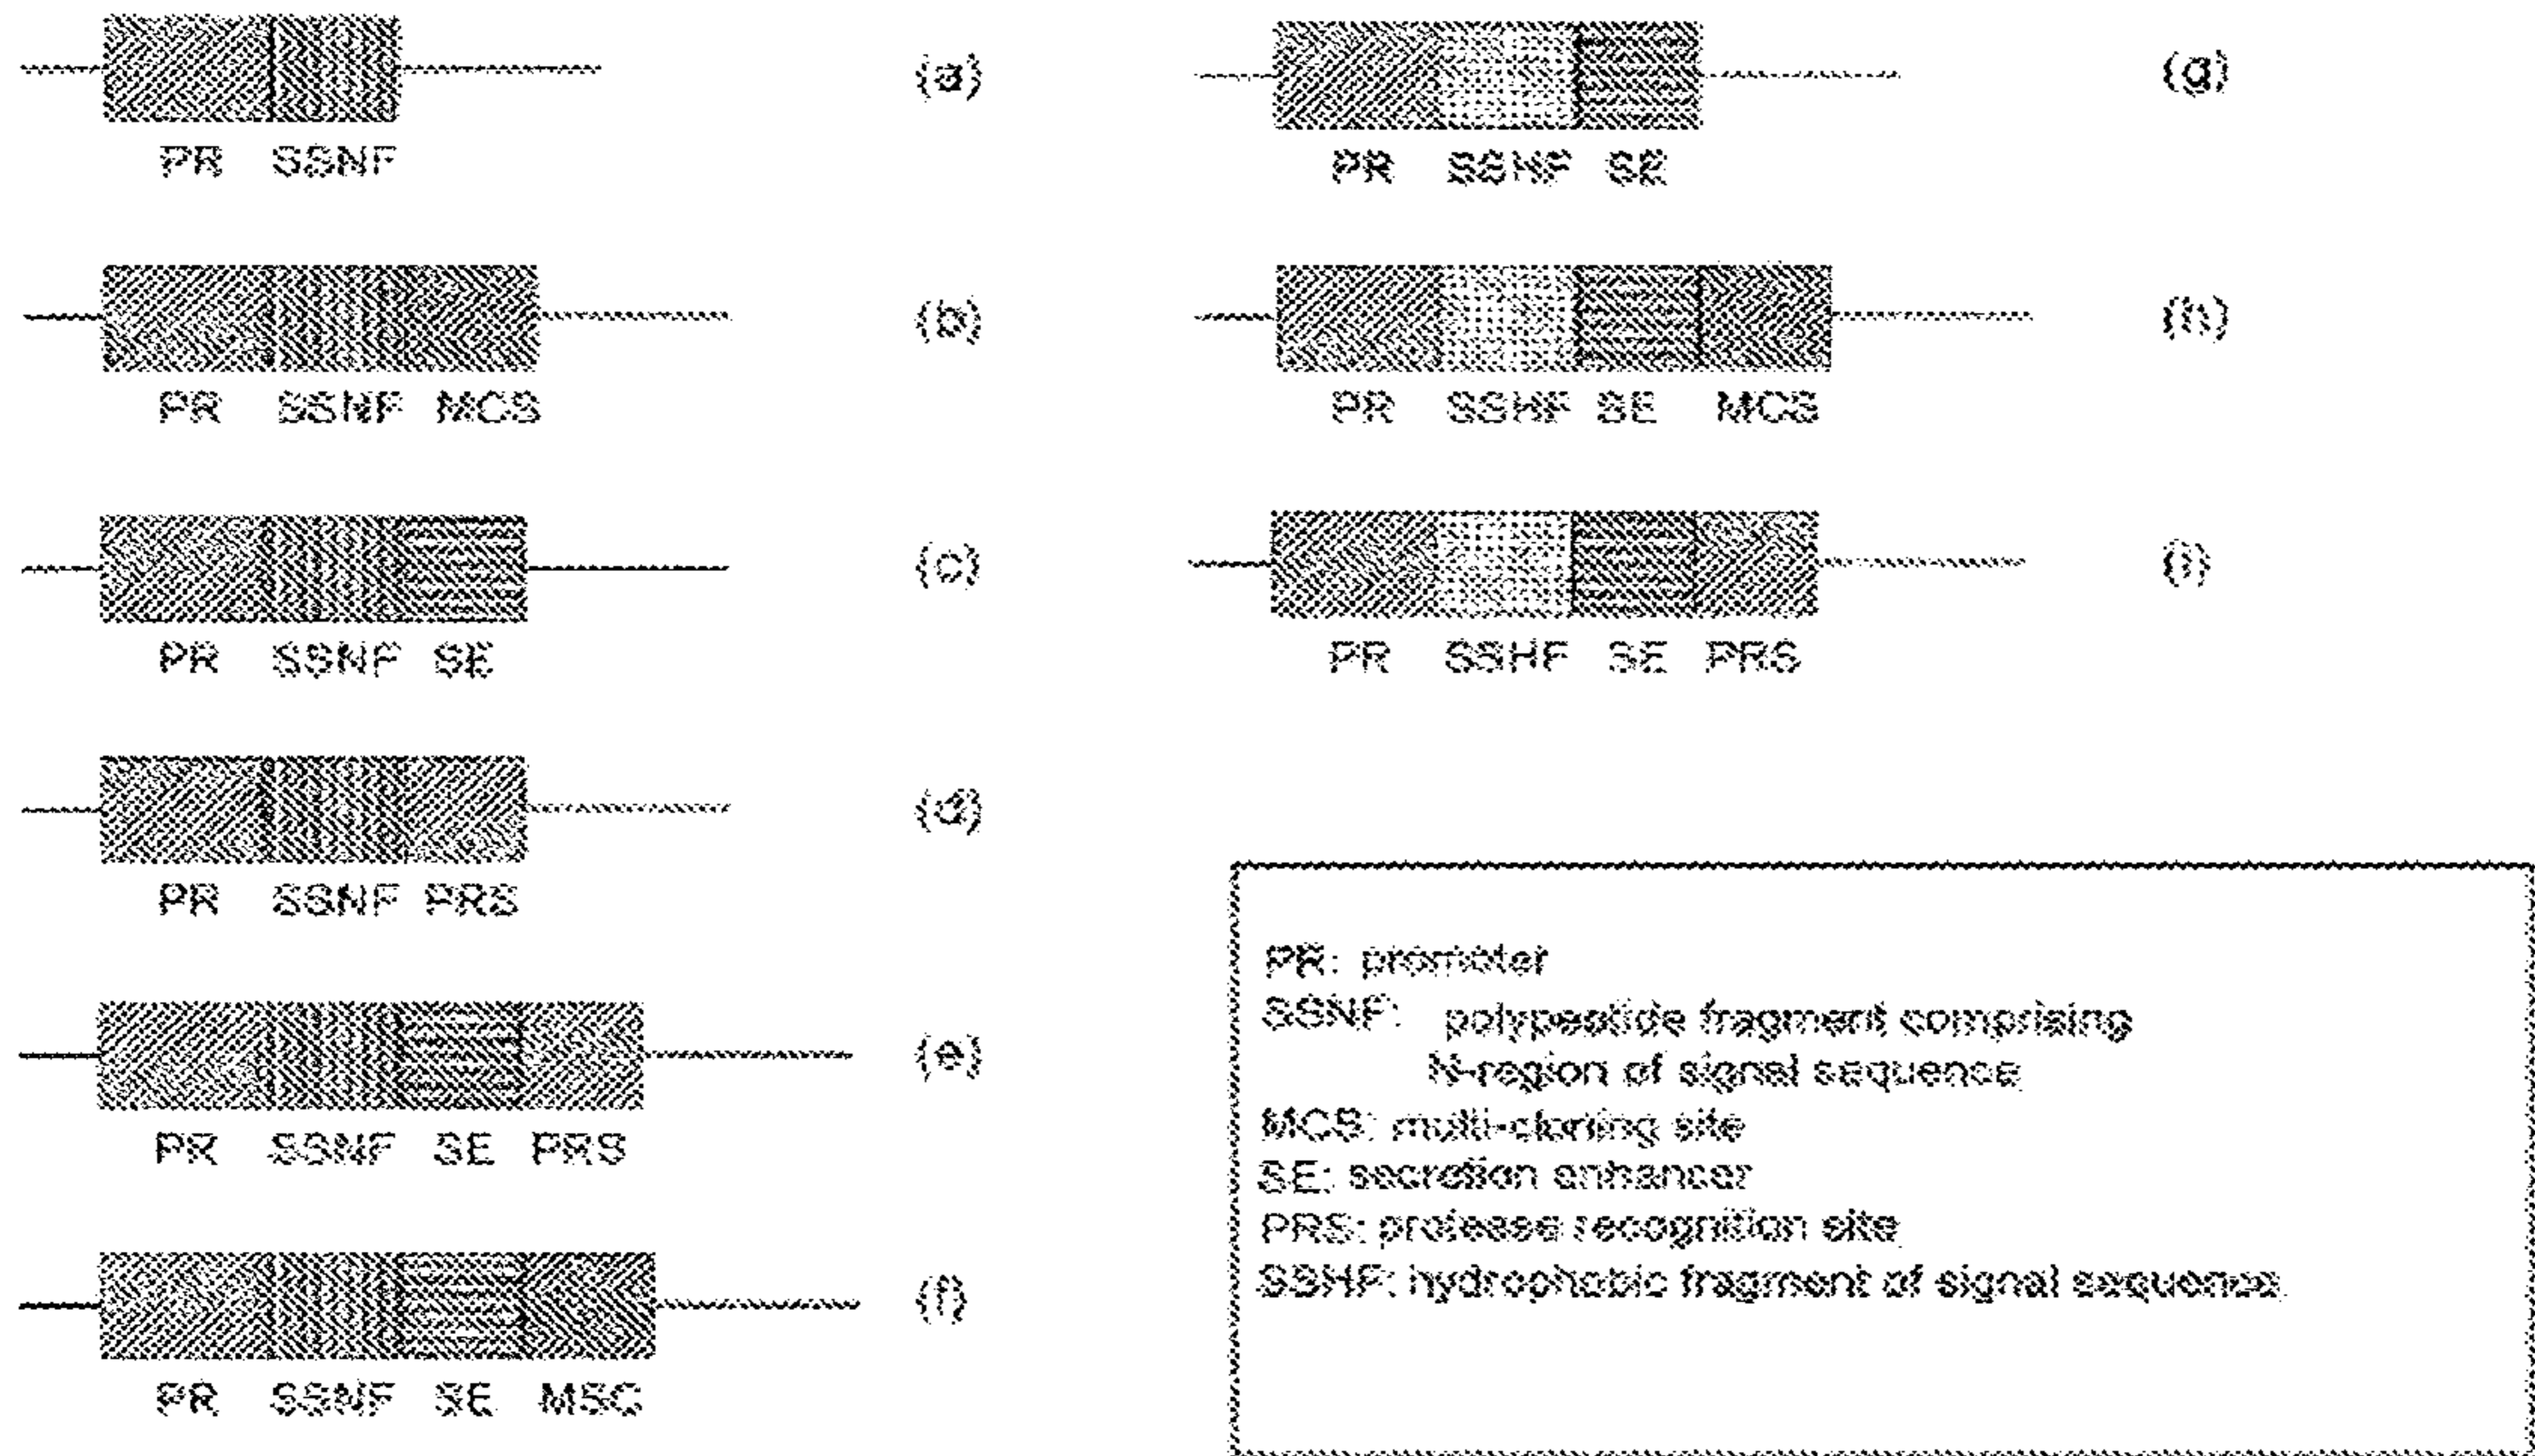 (a)
PR SSNF
(b)
PR SSNF MCS
(c)
PR SSNF SE
(d)
PR SSNF PRS
(e)
PR SSNF SE PRS
(f)
PR SSNF SE MSC
(g)
PR SSHF SE
(h)
PR SSHF SE MCS
(i)
PR SSHF SE PRS
PR: promoter
SSNF: polypeptide fragment comprising
N-region of signal sequence
MCS: multi-cloning site
SE: secretion enhancer
PRS: protease recognition site
SSHF: hydrophobic fragment of signal sequence